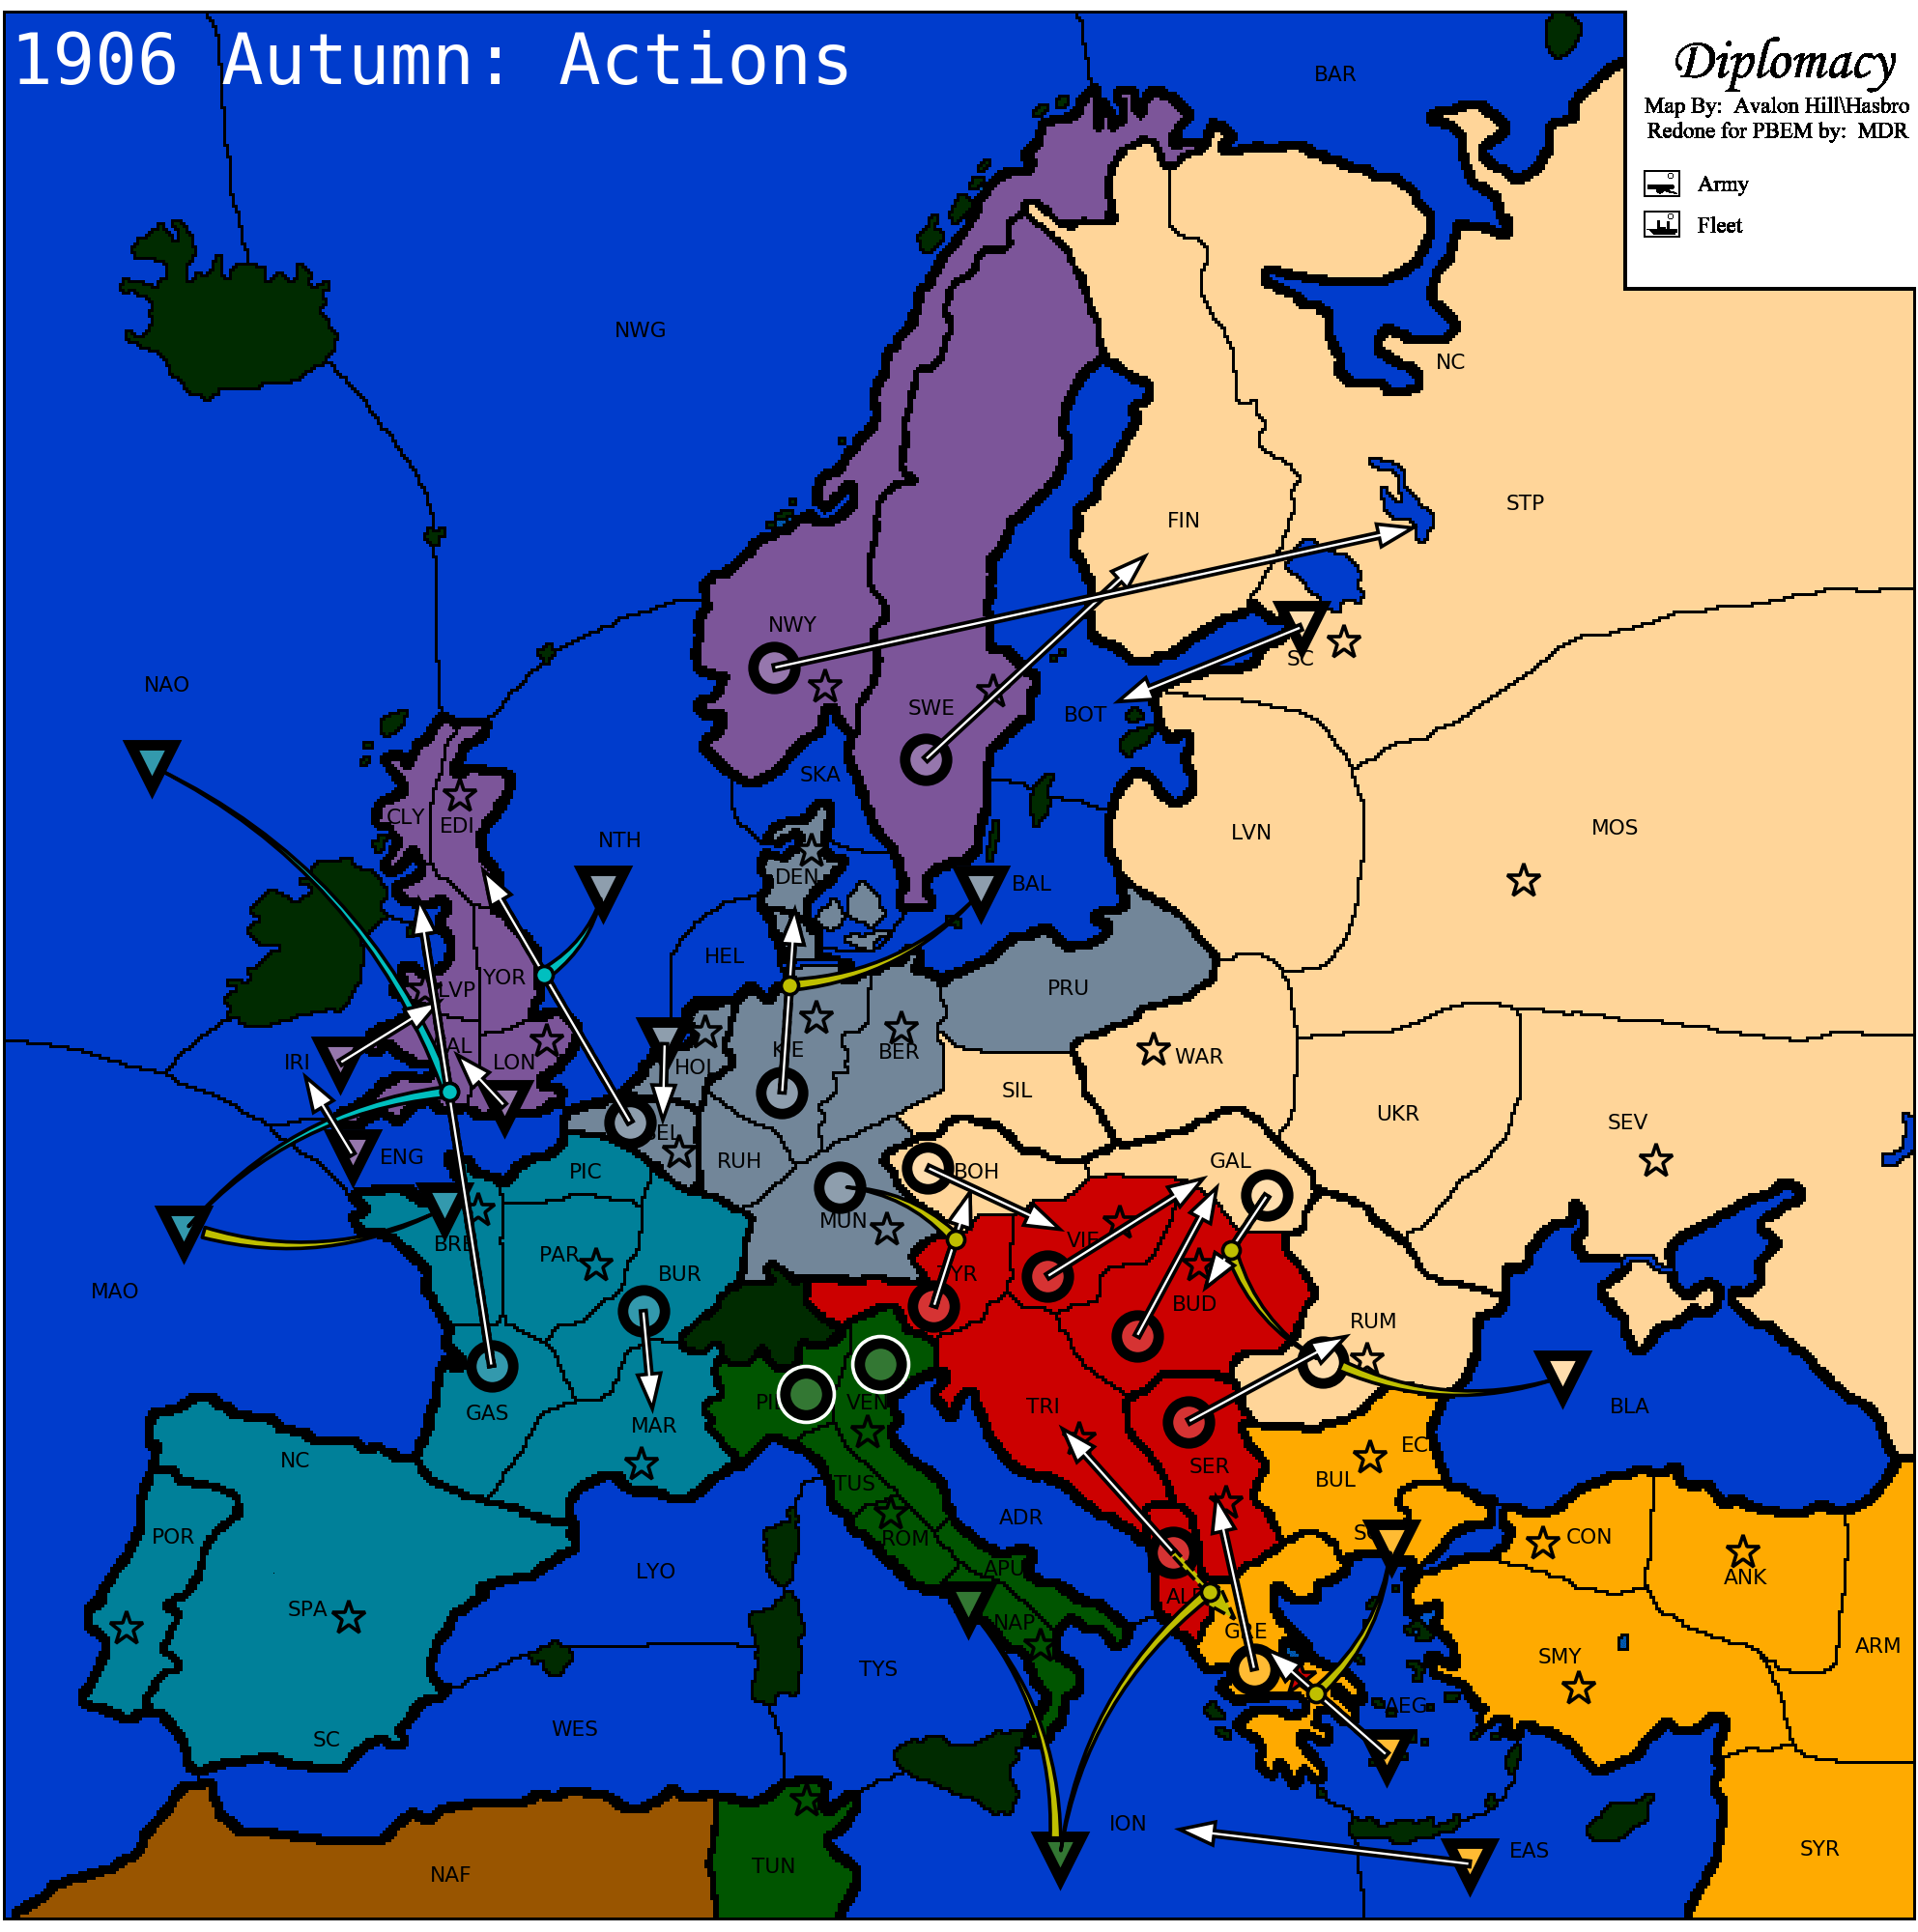 1906 Autumn: Actions
BAR
Diplomacy
Map By: Avalon Hill\Hasbro
Redone for PBEM by: MDR
Army
Fleet
NWG
NC
STP
FIN
NWY
SC
NAO
SWE
BOT
SKA
CLY
EDI
NTH
LVN
MOS
DEN
BAL
HEL
YOR
LVP
PRU
IRI
AL
LON
HOL
KIE
BER
WAR
SIL
UKR
SEV
ENG
PIC
BEL
RUH
BOH
GAL
MUN
BRE
PAR
BUR
VIE
TYR
MAO
BUD
RUM
GAS
MAR
PI
VEN
TRI
BLA
NC
TUS
SER
BUL
EC
POR
ROM
ADR
S
CON
LYO
APU
ALB
ANK
SPA
NAP
GRE
ARM
TYS
SMY
SC
WES
AEG
ION
EAS
SYR
NAF
TUN